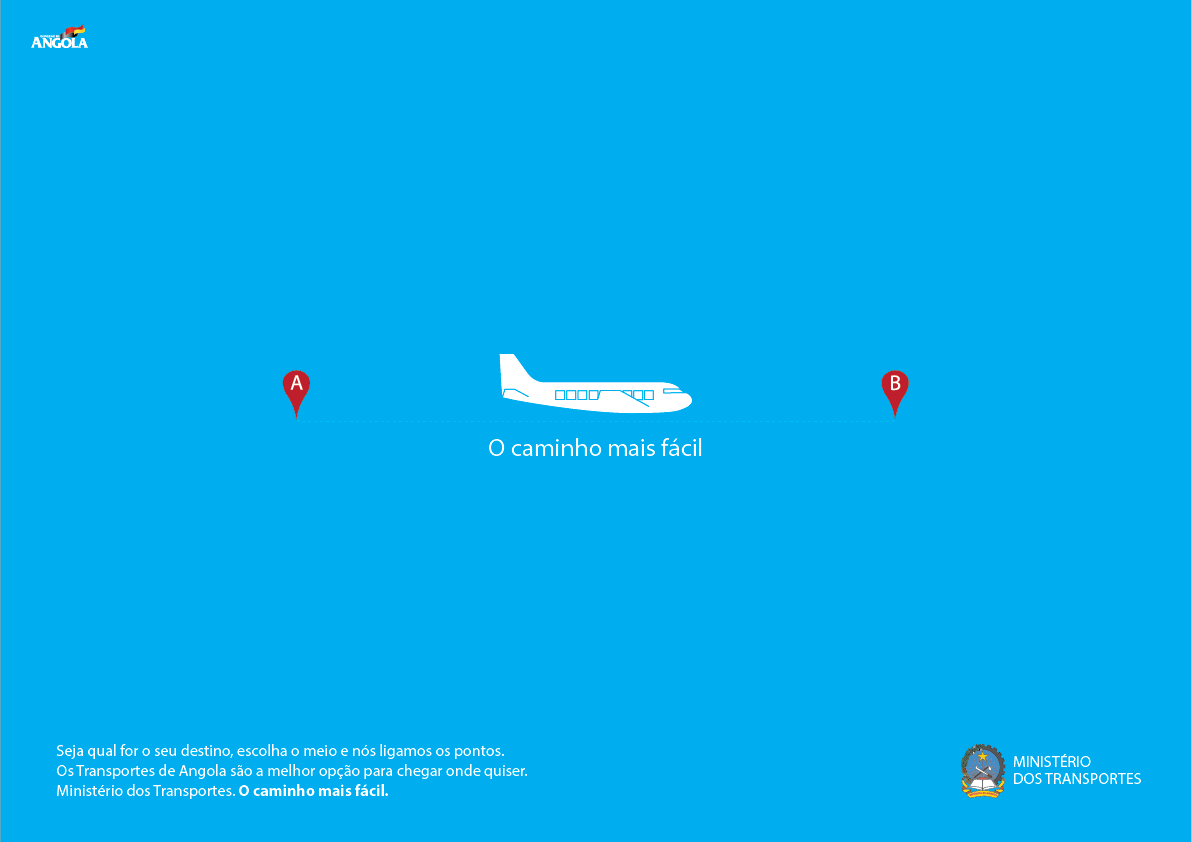 ANGOLA
A
B
O caminho mais fácil
Seja qual for o seu destino, escolha o meio e nós ligamos os pontos.
Os Transportes de Angola são a melhor opção para chegar onde quiser.
Ministério dos Transportes. O caminho mais fácil.
MINISTÉRIO
DOS TRANSPORTES